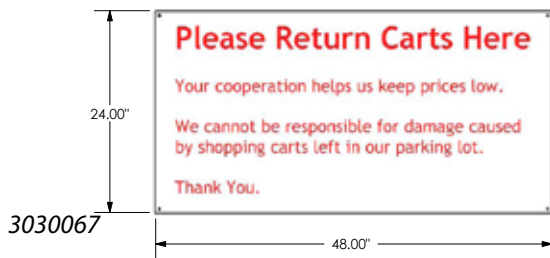 Please Return Carts Here
Your cooperation helps us keep prices low.
We cannot be responsible for damage caused
by shopping carts left in our parking lot.
Thank You.
24.00"
3030067
48.00"